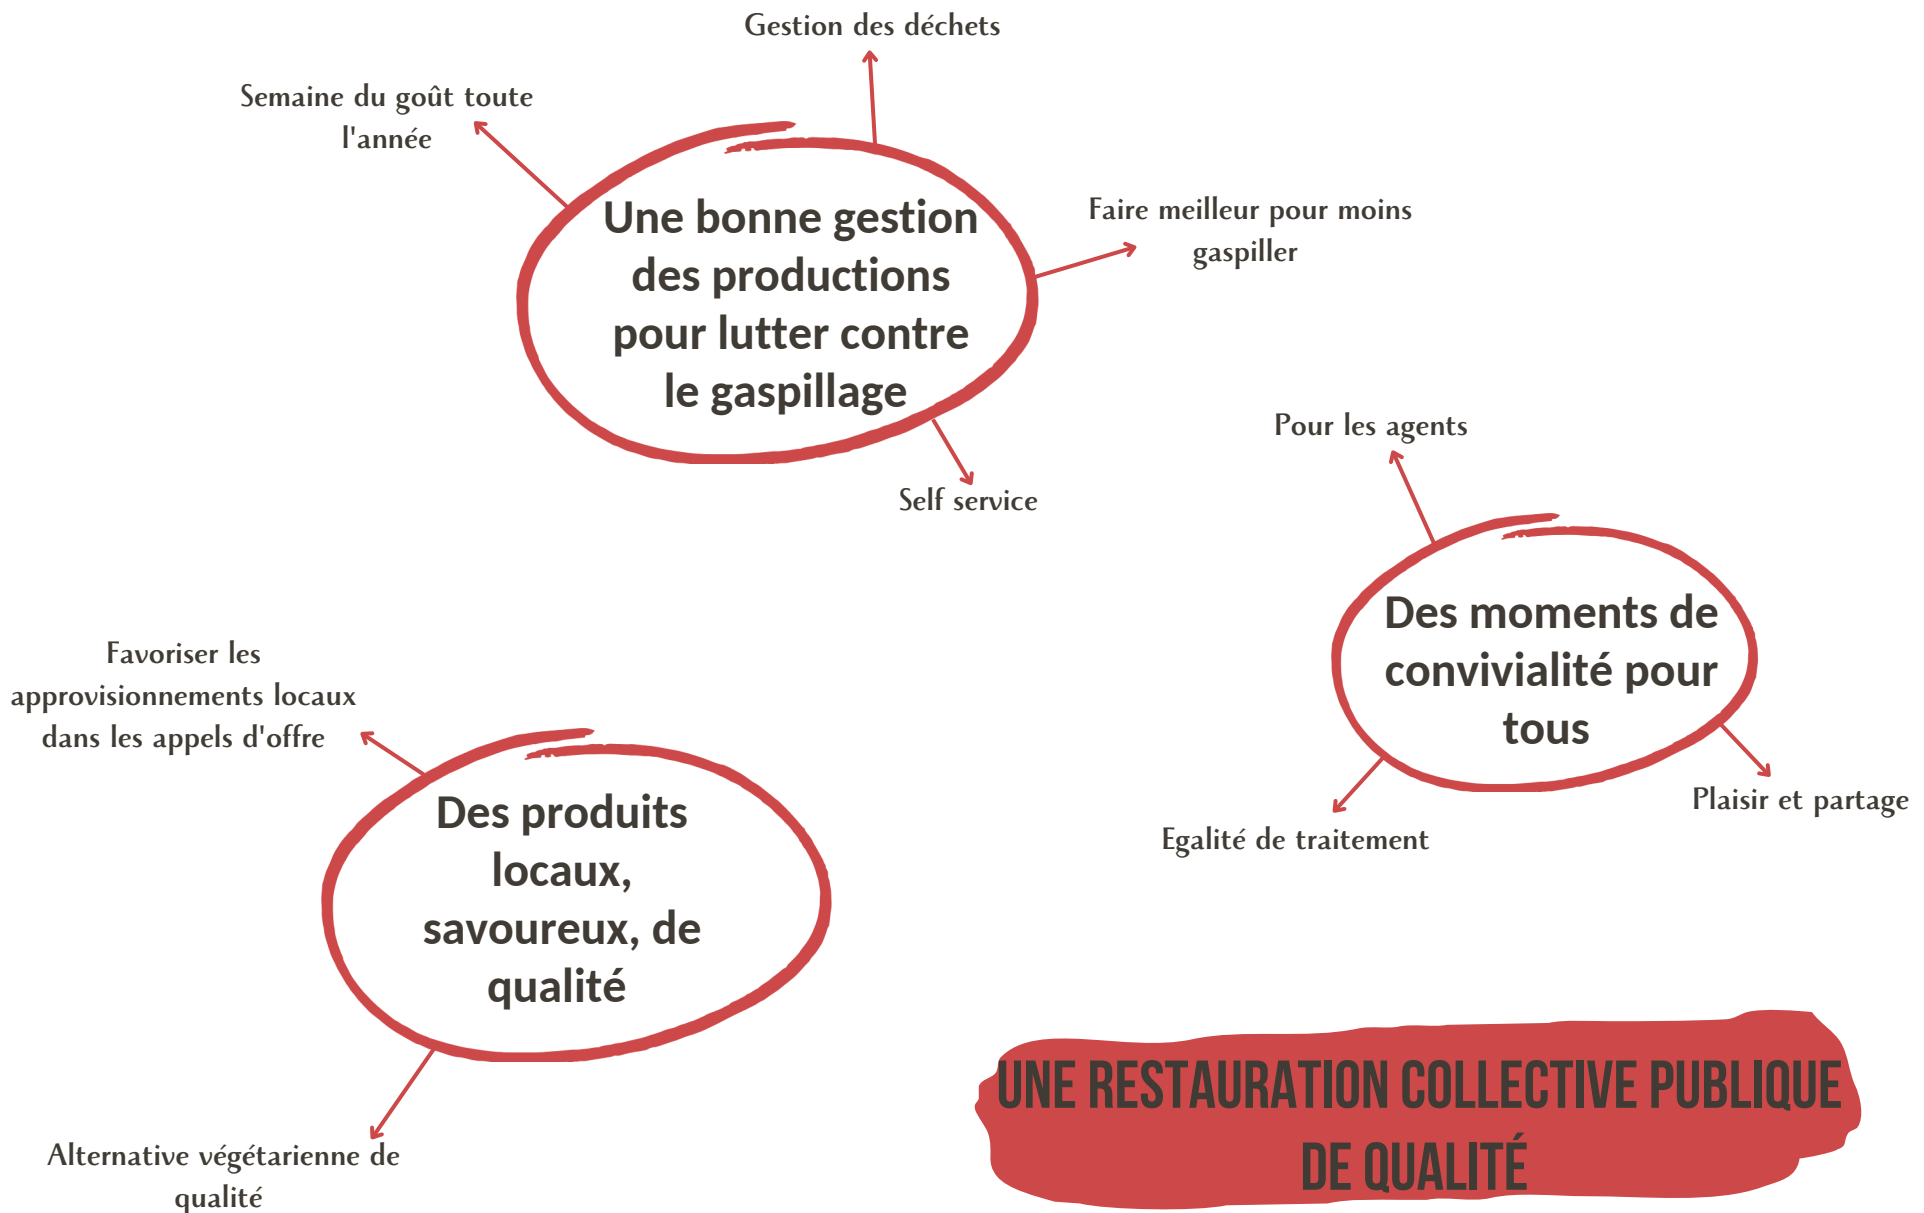 Gestion des déchets
Semaine du goût toute
l'année
Faire meilleur pour moins
gaspiller
Une bonne gestion
des productions
pour lutter contre
le gaspillage
Self service
Pour les agents
Des moments de
convivialité pour
tous
Plaisir et partage
Egalité de traitement
Favoriser les
approvisionnements locaux
dans les appels d'offre
Des produits
locaux,
savoureux, de
qualité
Alternative végétarienne de
qualité
UNE RESTAURATION COLLECTIVE PUBLIQUE
DE QUALITÉ